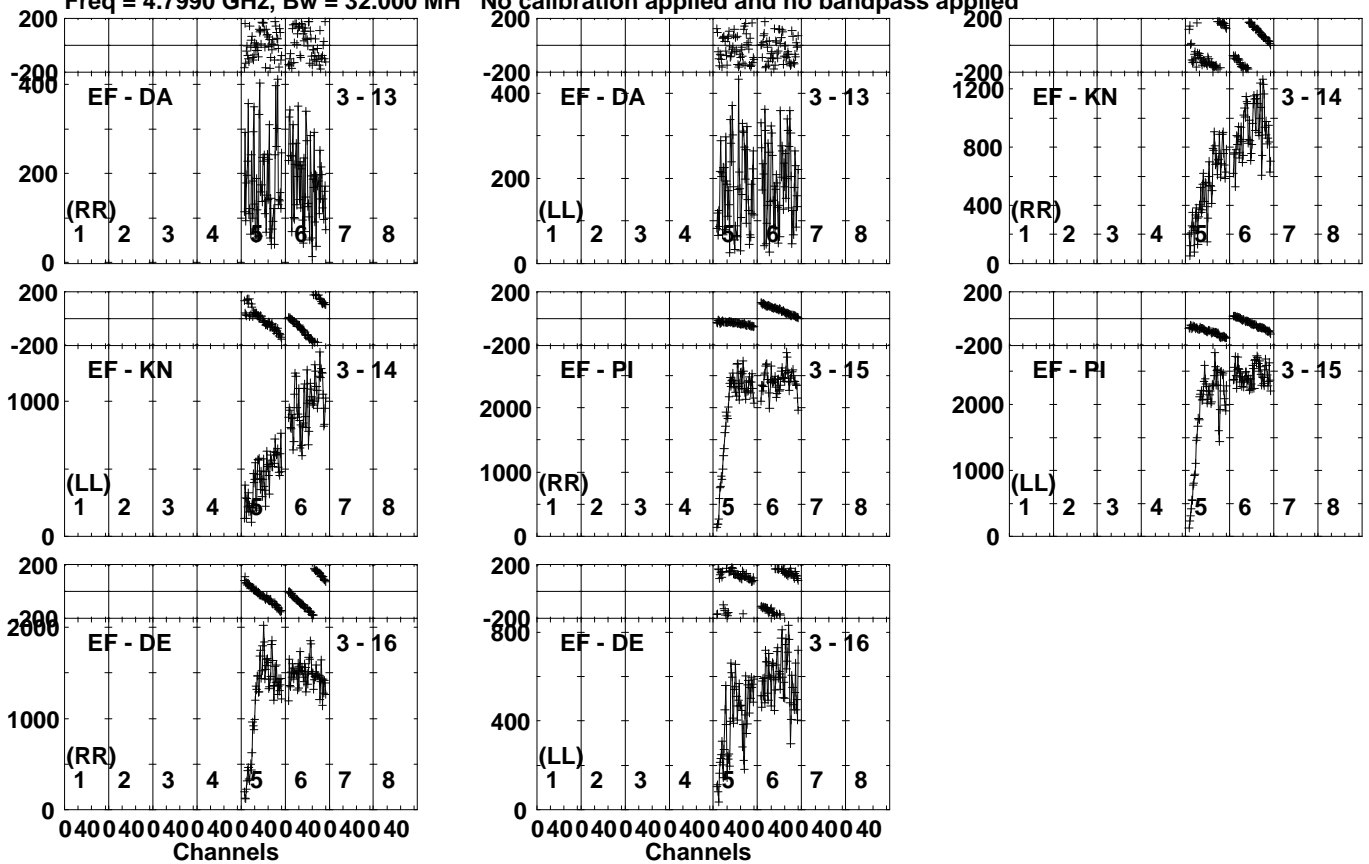 Freq = 4.7990 GHz, Bw = 32.000 MH No calibration applied and no bandpass applied
200 200 200
-200 -200 -200
400 EF - DA 3 - 13 400 EF - DA 3 - 13 1200 EF - KN 3 - 14
800
200 200
400
(RR) (LL) (RR)
1 2 3 4 5 6 7 8 1 2 3 4 5 6 7 8 1 2 3 4 5 6 7 8
0 0 0
200 200 200
-200 -200 -200
EF - KN 3 - 14 EF - PI 3 - 15 EF - PI 3 - 15
1000 2000 2000
1000 1000
(LL) (RR) (LL)
1 2 3 4 5 6 7 8 1 2 3 4 5 6 7 8 1 2 3 4 5 6 7 8
0 0 0
200 200
-200 -200
2000 EF - DE 3 - 16 800 EF - DE 3 - 16
1000 400
(RR) (LL)
1 2 3 4 5 6 7 8 1 2 3 4 5 6 7 8
0 0
0 40 0 40 0 40 0 40 0 40 0 40 0 40 0 40 0 40 0 40 0 40 0 40 0 40 0 40 0 40 0 40
Channels Channels